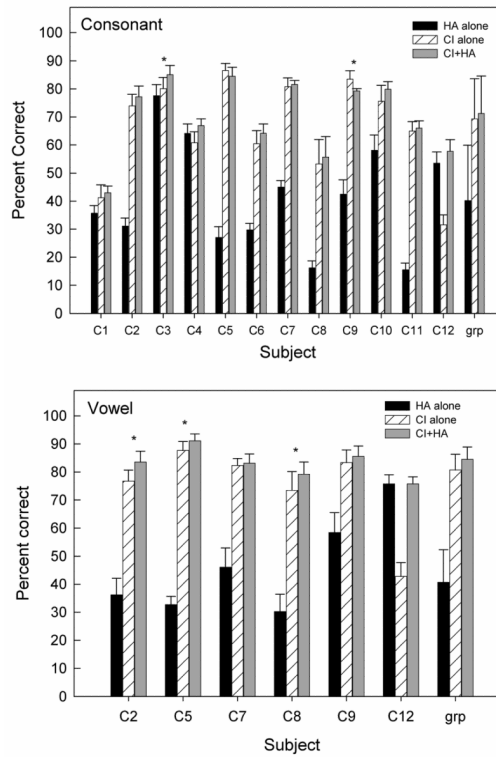 Consonant
HA alone
CI alone
CI+HA
100
90
80
70
60
50
40
30
20
10
0
Percent Correct
*
*
C1 C2 C3 C4 C5 C6 C7 C8 C9 C10 C11 C12 grp
Subject
Vowel
HA alone
CI alone
CI+HA
100
90
80
70
60
50
40
30
20
10
0
Percent correct
*
*
*
C2 C5 C7 C8 C9 C12 grp
Subject